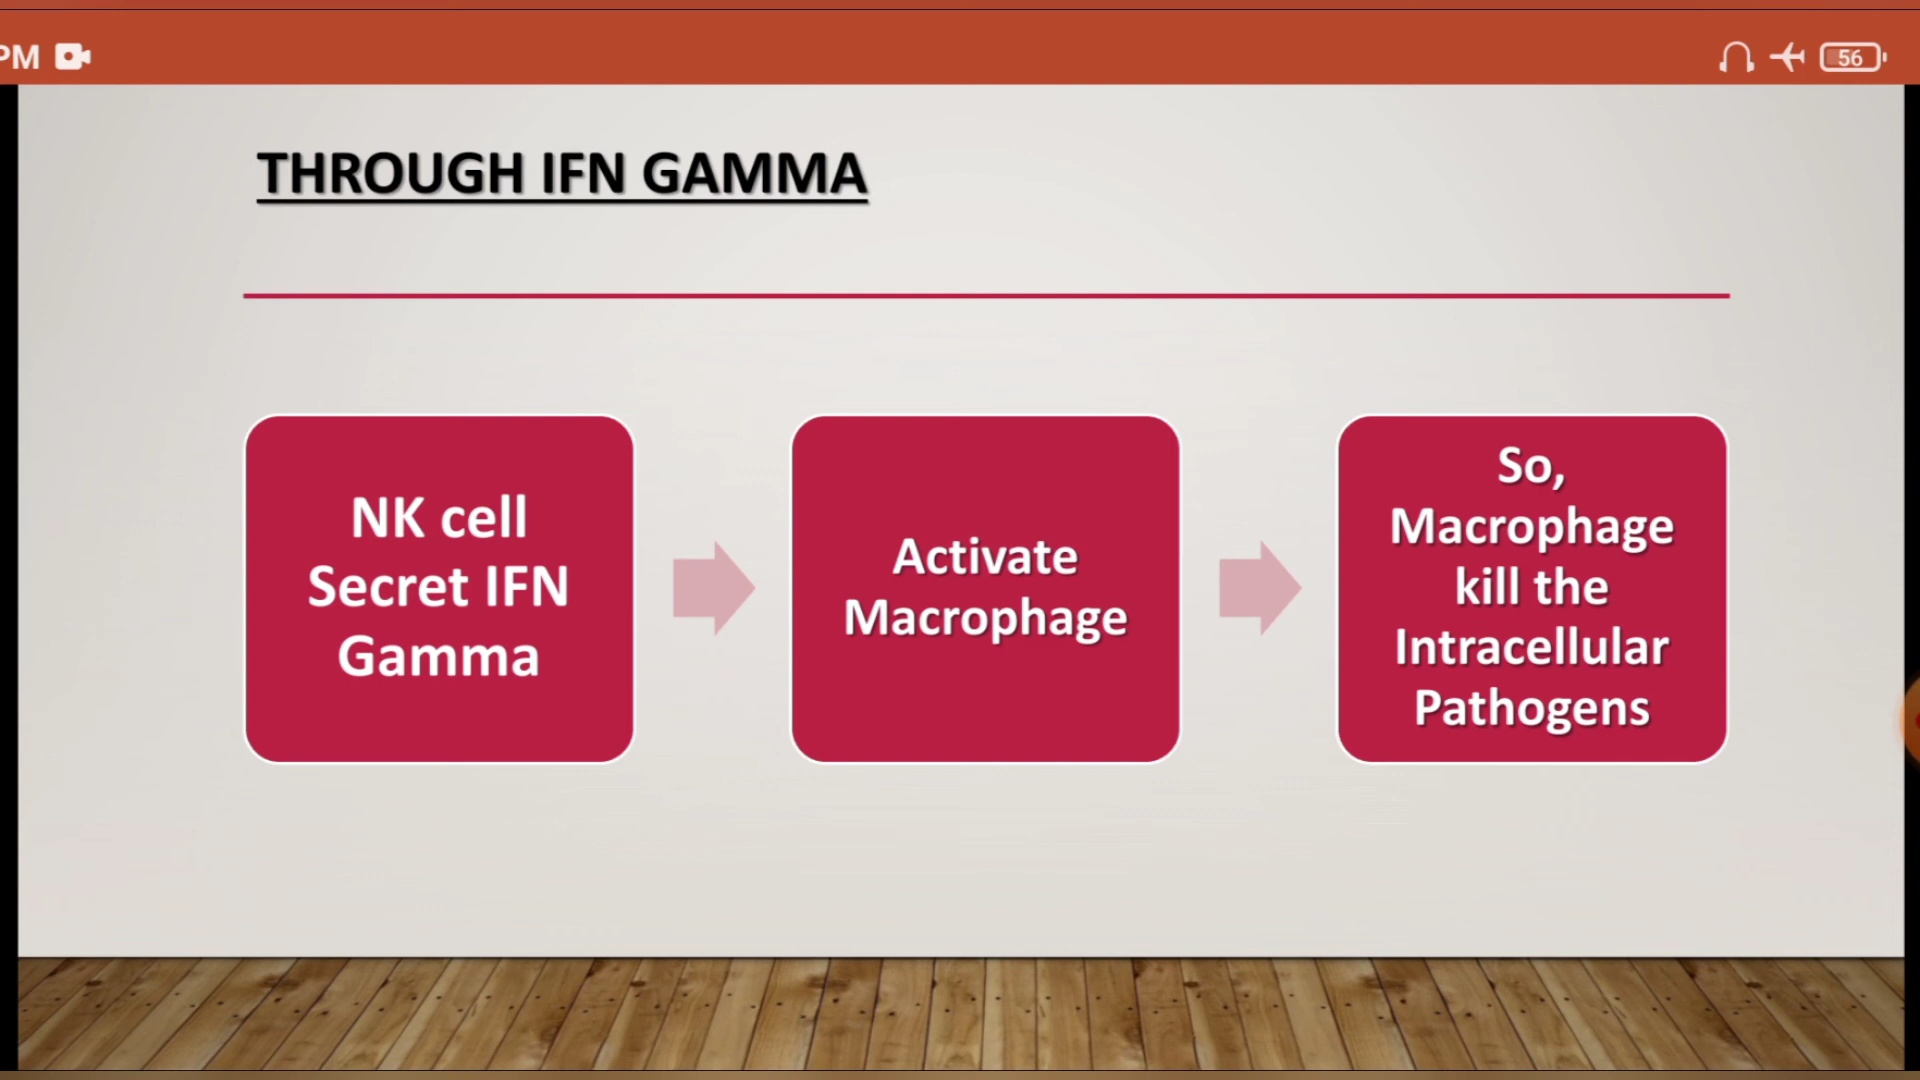 PM
56
THROUGH IFN GAMMA
NK cell
Secret IFN
Gamma
Activate
Macrophage
So,
Macrophage
kill the
Intracellular
Pathogens